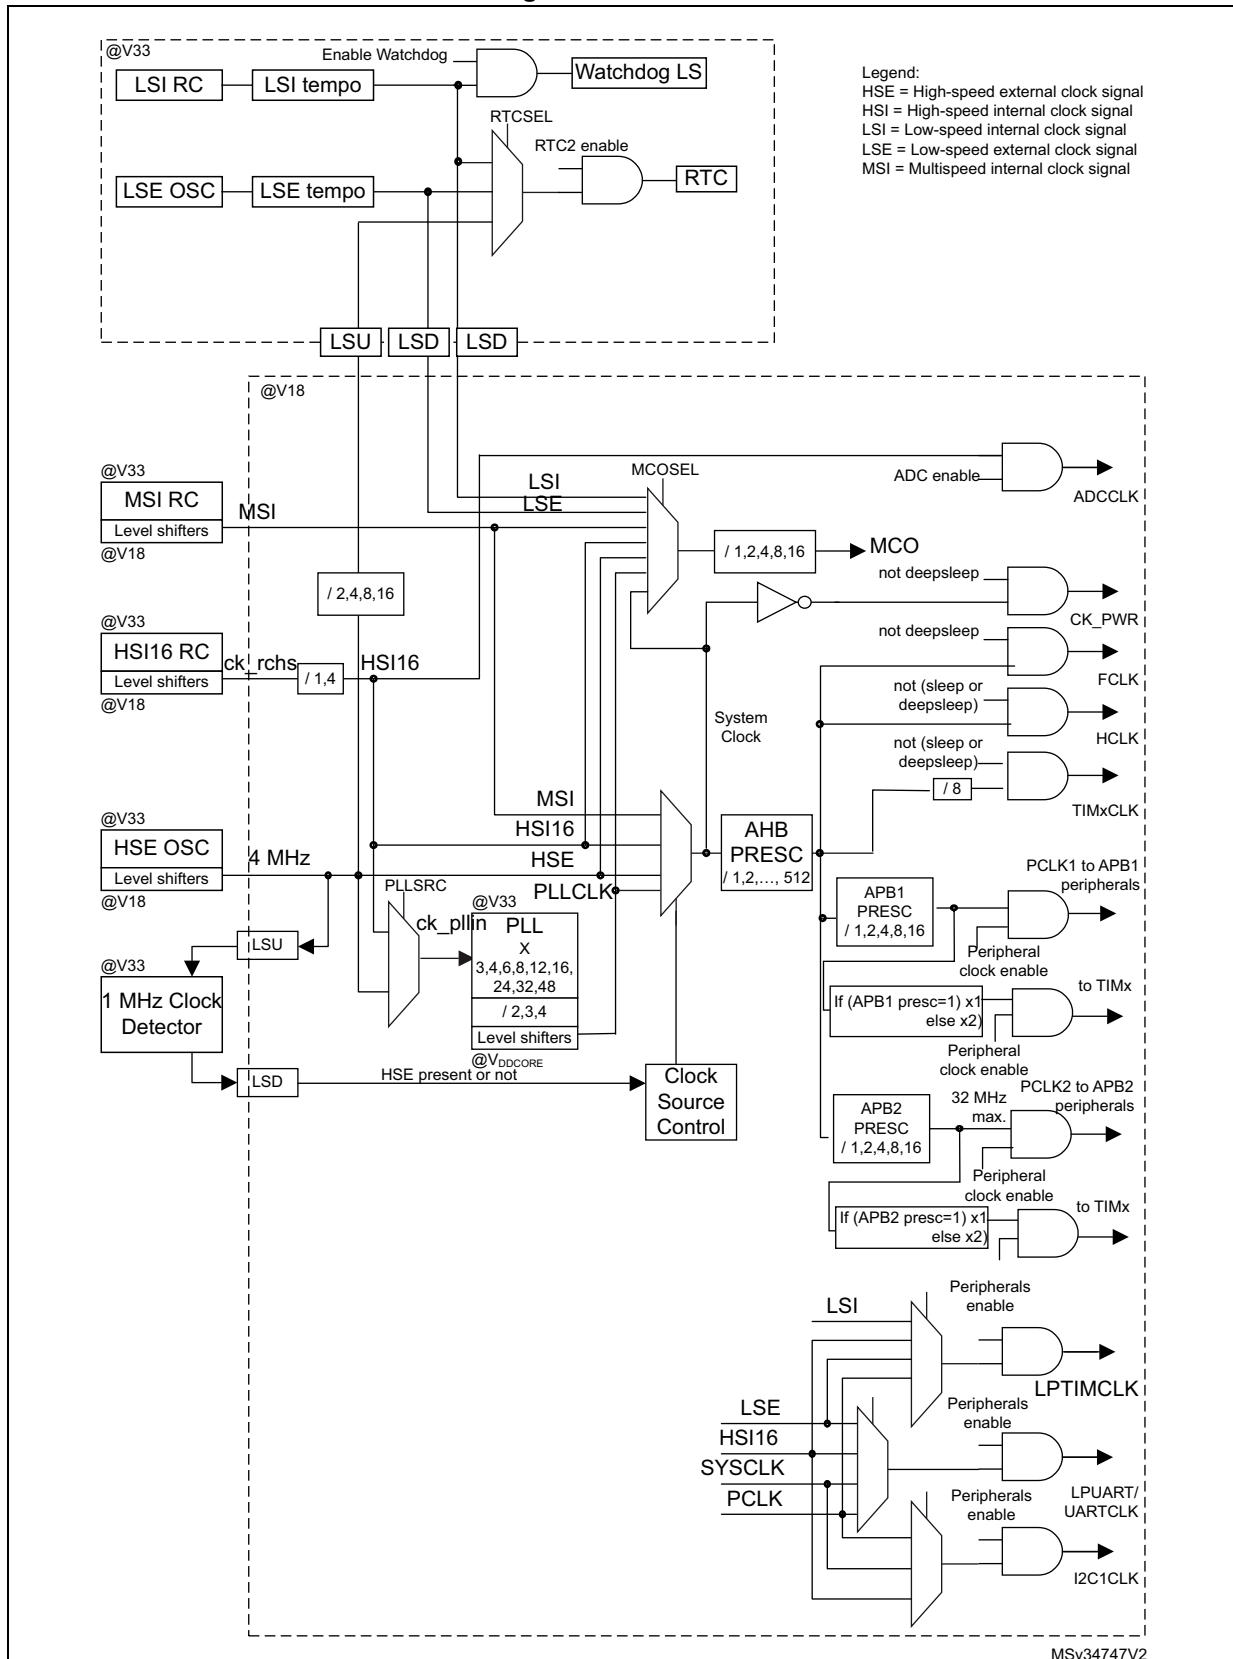 @V33
Enable Watchdog
LSI RC
LSI tempo
Watchdog LS
RTCSEL
RTC2 enable
LSE OSC
LSE tempo
RTC
Legend:
HSE = High-speed external clock signal
HSI = High-speed internal clock signal
LSI = Low-speed internal clock signal
LSE = Low-speed external clock signal
MSI = Multispeed internal clock signal
LSU
LSD
LSD
@V18
@V33
MSI RC
Level shifters
@V18
MSI
LSI
LSE
MCOSEL
ADC enable
ADCCLK
/ 1,2,4,8,16
MCO
/ 2,4,8,16
not deepsleep
CK_PWR
@V33
HSI16 RC
Level shifters
@V18
ck_rchs
/ 1,4
HSI16
not deepsleep
FCLK
not (sleep or
deepsleep)
HCLK
System
Clock
not (sleep or
deepsleep)
/ 8
TIMxCLK
@V33
HSE OSC
Level shifters
@V18
4 MHz
MSI
HSI16
HSE
PLLCLK
AHB
PRESC
/ 1,2,..., 512
PLLSRC
ck_pllin
@V33
PLL
X
3,4,6,8,12,16,
24,32,48
/ 2,3,4
Level shifters
@VDDCORE
APB1
PRESC
/ 1,2,4,8,16
PCLK1 to APB1
peripherals
Peripheral
clock enable
LSU
@V33
1 MHz Clock
Detector
LSD
HSE present or not
Clock
Source
Control
If (APB1 presc=1) x1
else x2)
to TIMx
Peripheral
clock enable
APB2
PRESC
/ 1,2,4,8,16
32 MHz
max.
PCLK2 to APB2
peripherals
Peripheral
clock enable
If (APB2 presc=1) x1
else x2)
to TIMx
LSI
Peripherals
enable
LPTIMCLK
LSE
HSI16
SYSCLK
PCLK
Peripherals
enable
LPUART/
UARTCLK
Peripherals
enable
I2C1CLK
MSv34747V2